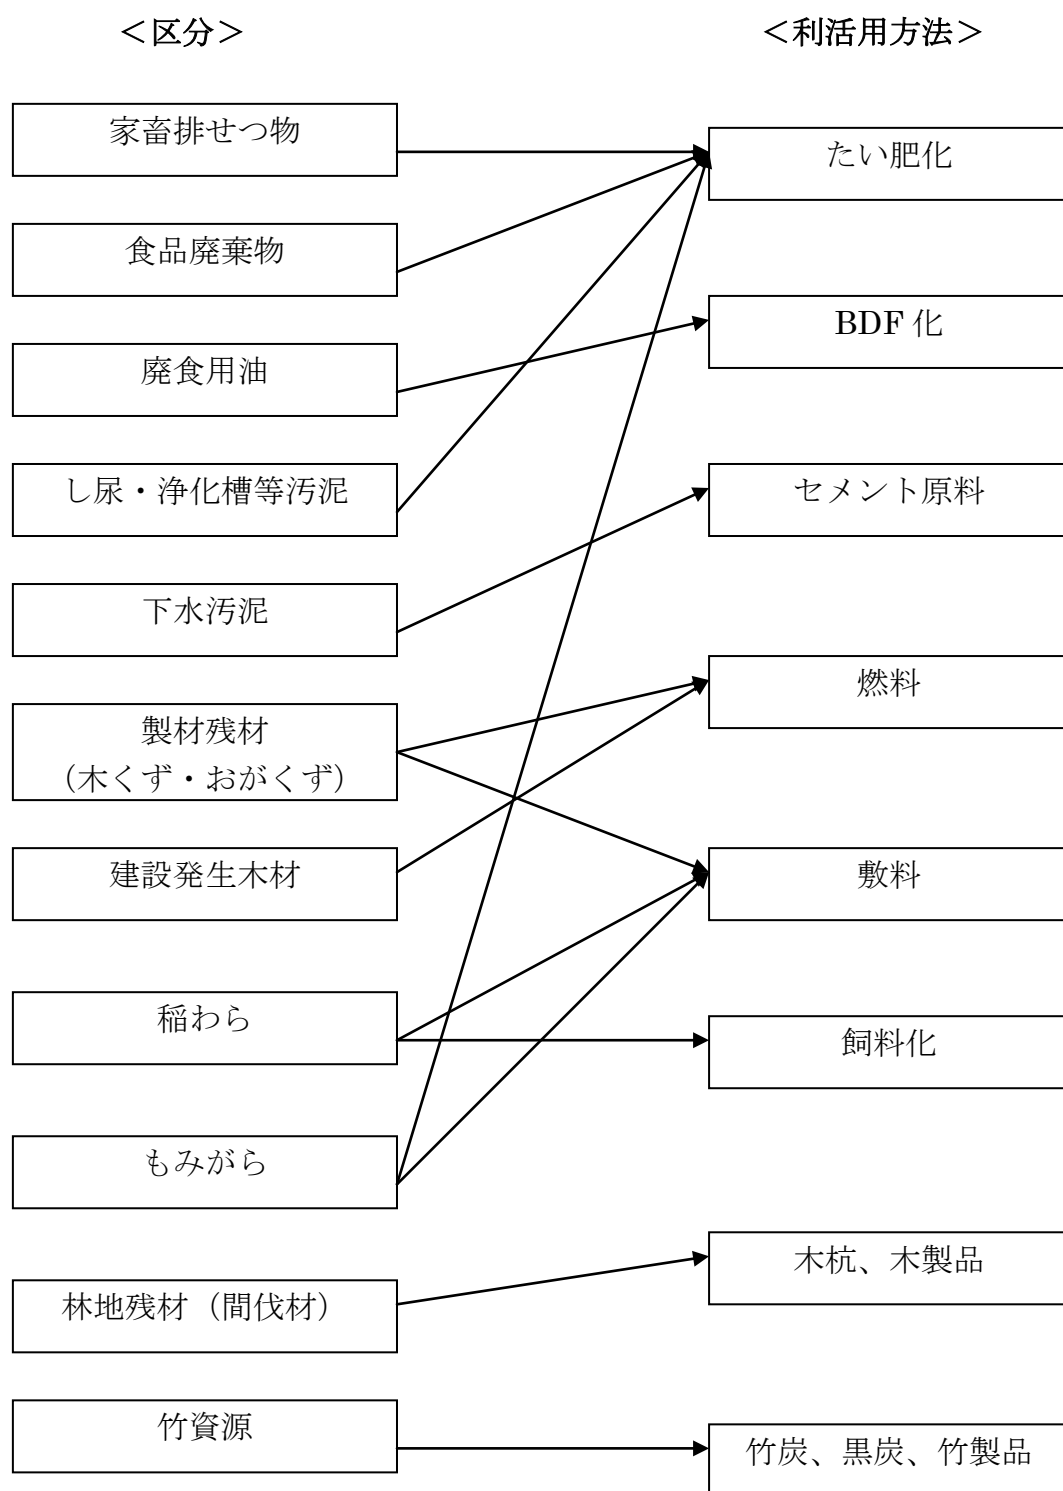 ＜区分＞
＜利活用方法＞
家畜排せつ物
食品廃棄物
廃食用油
し尿・浄化槽等汚泥
下水汚泥
製材残材
（木くず・おがくず）
建設発生木材
稲わら
もみがら
林地残材（間伐材）
竹資源
たい肥化
BDF 化
セメント原料
燃料
敷料
飼料化
木杭、木製品
竹炭、黒炭、竹製品